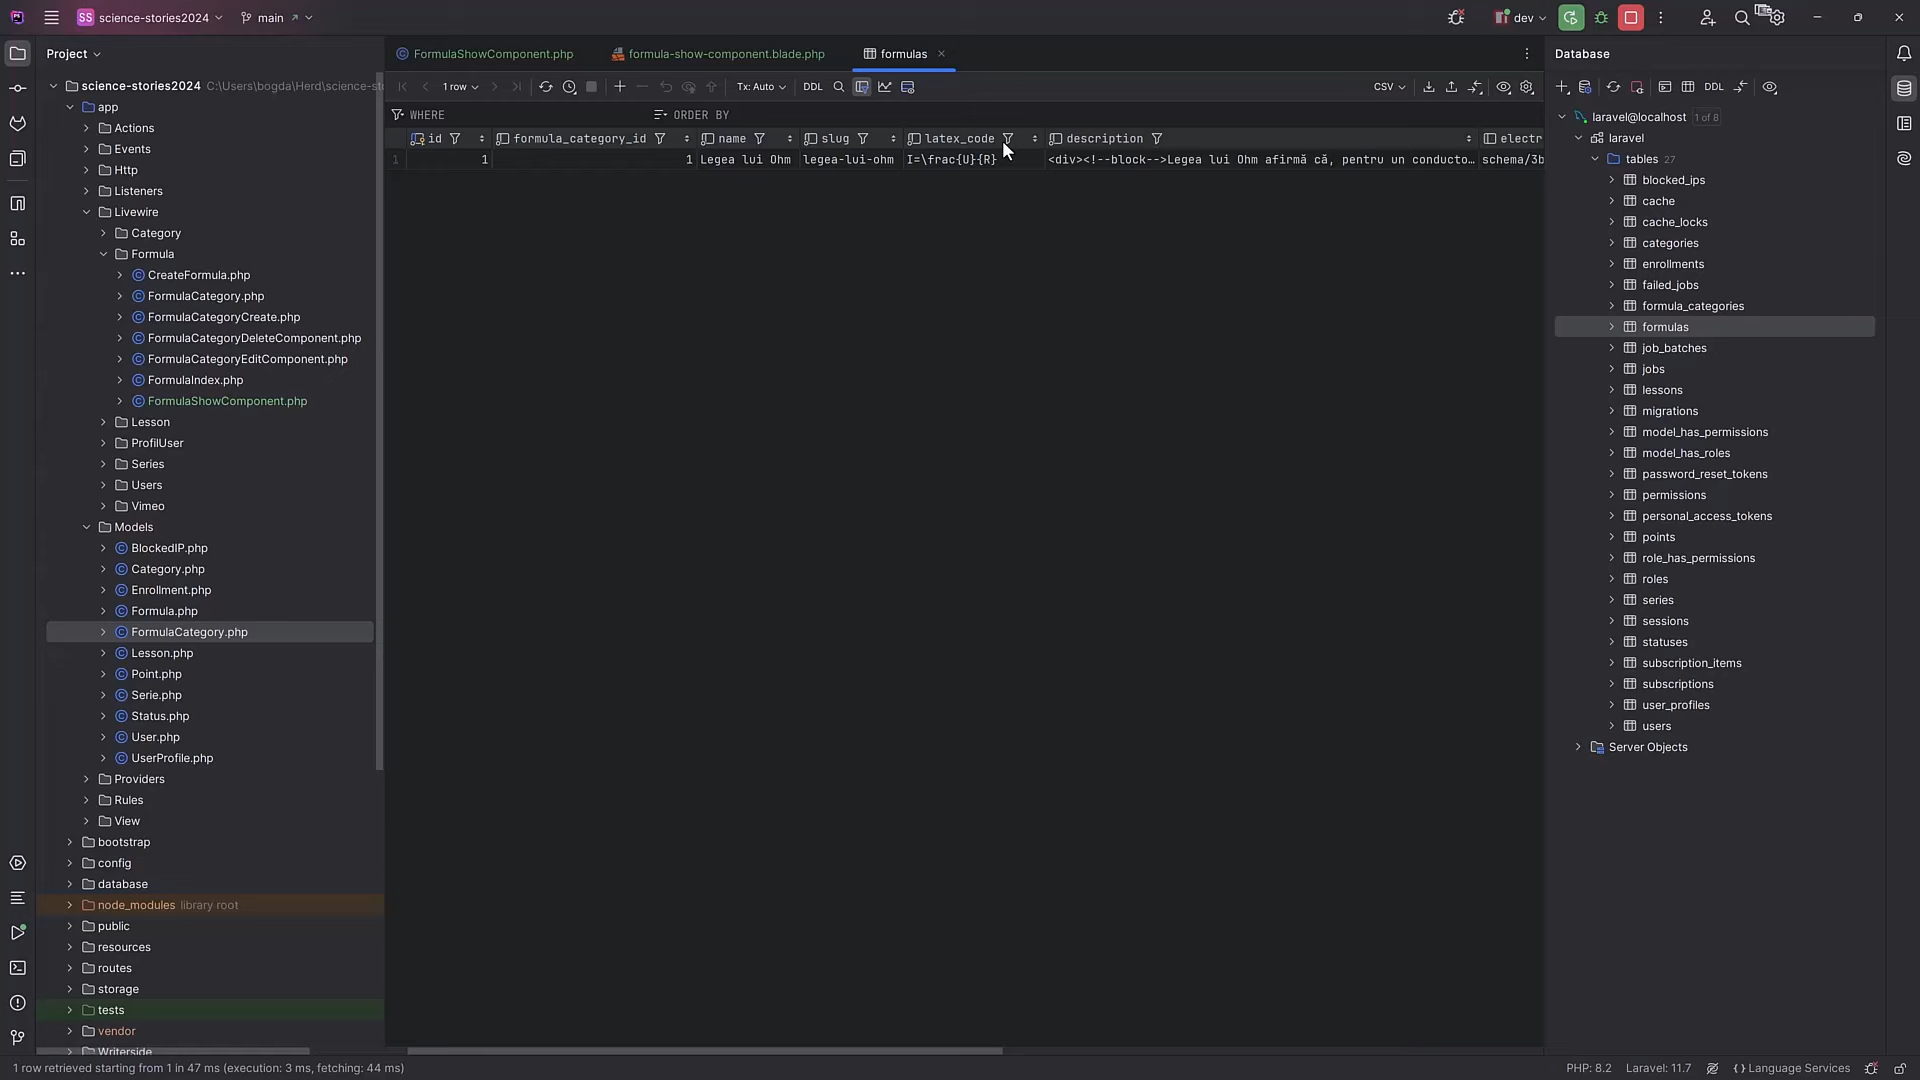 SS science-stories2024 main dev
Project
FormulaShowComponent.php formula-show-component.blade.php formulas
Database
science-stories2024 C:\Users\bogda\Herd\science-st
1 row Tx: Auto DDL CSV
DDL
app
WHERE ORDER BY
laravel@localhost 1 of 8
Actions
id formula_category_id name slug latex_code description electr
laravel
Events
1 1 1 Legea lui Ohm legea-lui-ohm I=\frac{U}{R} <div><!--block-->Legea lui Ohm afirmă că, pentru un conducto… schema/3b
tables 27
Http
blocked_ips
Listeners
cache
Livewire
cache_locks
Category
categories
Formula
enrollments
CreateFormula.php
failed_jobs
FormulaCategory.php
formula_categories
FormulaCategoryCreate.php
formulas
FormulaCategoryDeleteComponent.php
job_batches
FormulaCategoryEditComponent.php
jobs
FormulaIndex.php
lessons
FormulaShowComponent.php
migrations
Lesson
model_has_permissions
ProfilUser
model_has_roles
Series
password_reset_tokens
Users
permissions
Vimeo
personal_access_tokens
Models
points
BlockedIP.php
role_has_permissions
Category.php
roles
Enrollment.php
series
Formula.php
sessions
FormulaCategory.php
statuses
Lesson.php
subscription_items
Point.php
subscriptions
Serie.php
user_profiles
Status.php
users
User.php
Server Objects
UserProfile.php
Providers
Rules
View
bootstrap
config
database
node_modules library root
public
resources
routes
storage
tests
vendor
Writerside
1 row retrieved starting from 1 in 47 ms (execution: 3 ms, fetching: 44 ms) PHP: 8.2 Laravel: 11.7 Language Services